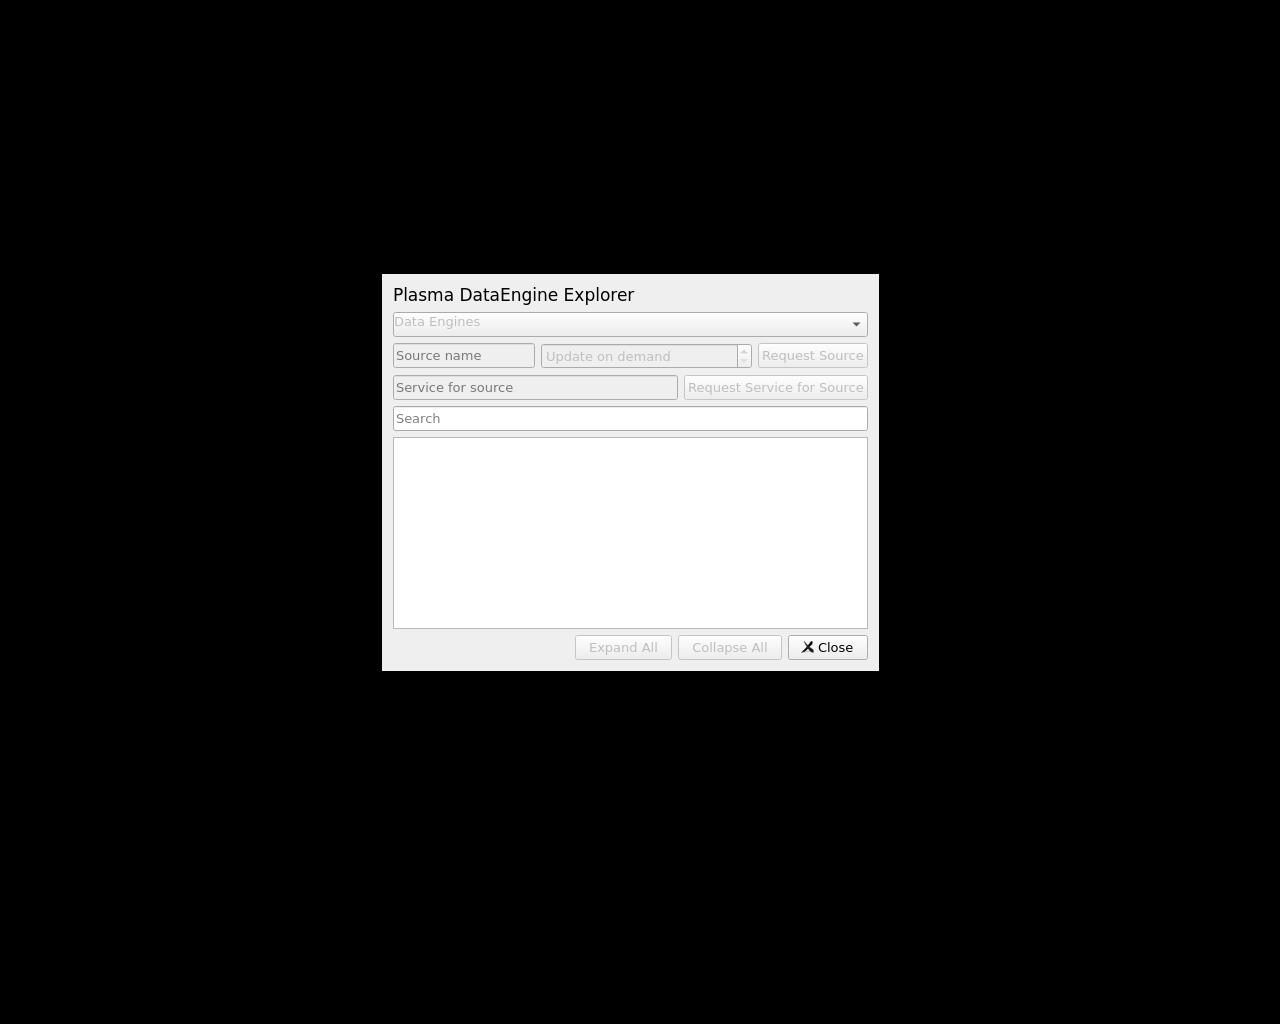 Plasma DataEngine Explorer
Data Engines
Source name Update on demand Request Source
Service for source Request Service for Source
Search
Expand All Collapse All Close